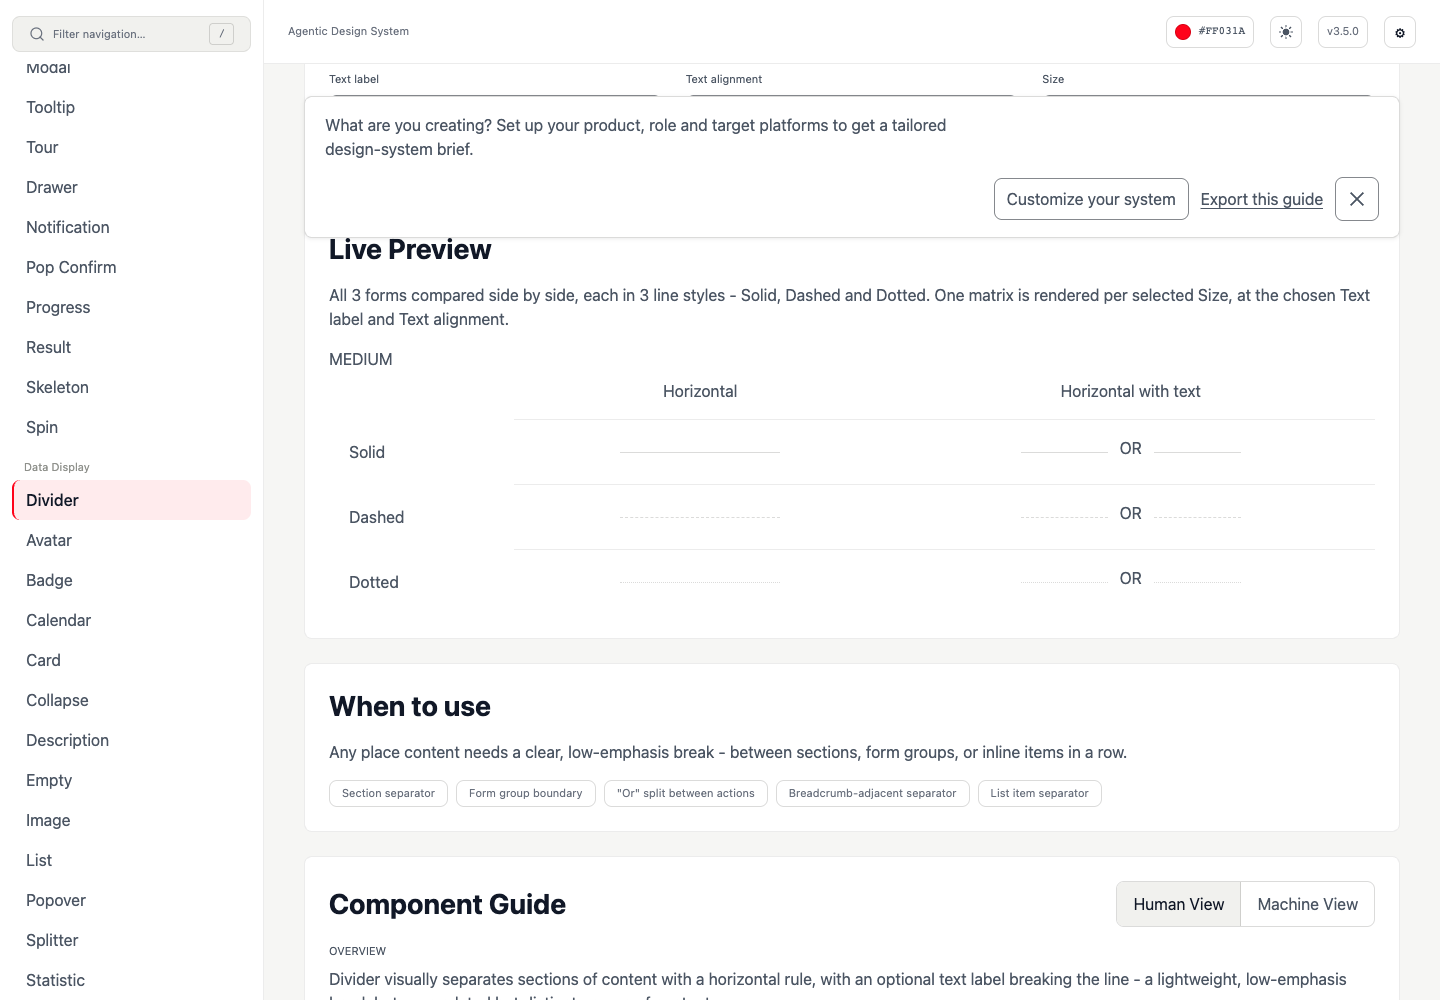 Filter navigation...
/
Modal
Tooltip
Tour
Drawer
Notification
Pop Confirm
Progress
Result
Skeleton
Spin
Data Display
Divider
Avatar
Badge
Calendar
Card
Collapse
Description
Empty
Image
List
Popover
Splitter
Statistic
Agentic Design System
#FF031A
v3.5.0
Text label
Text alignment
Size
What are you creating? Set up your product, role and target platforms to get a tailored
design-system brief.
Customize your system
Export this guide
Live Preview
All 3 forms compared side by side, each in 3 line styles - Solid, Dashed and Dotted. One matrix is rendered per selected Size, at the chosen Text
label and Text alignment.
MEDIUM
Horizontal
Horizontal with text
Solid
OR
Dashed
OR
Dotted
OR
When to use
Any place content needs a clear, low-emphasis break - between sections, form groups, or inline items in a row.
Section separator
Form group boundary
"Or" split between actions
Breadcrumb-adjacent separator
List item separator
Component Guide
Human View
Machine View
OVERVIEW
Divider visually separates sections of content with a horizontal rule, with an optional text label breaking the line - a lightweight, low-emphasis